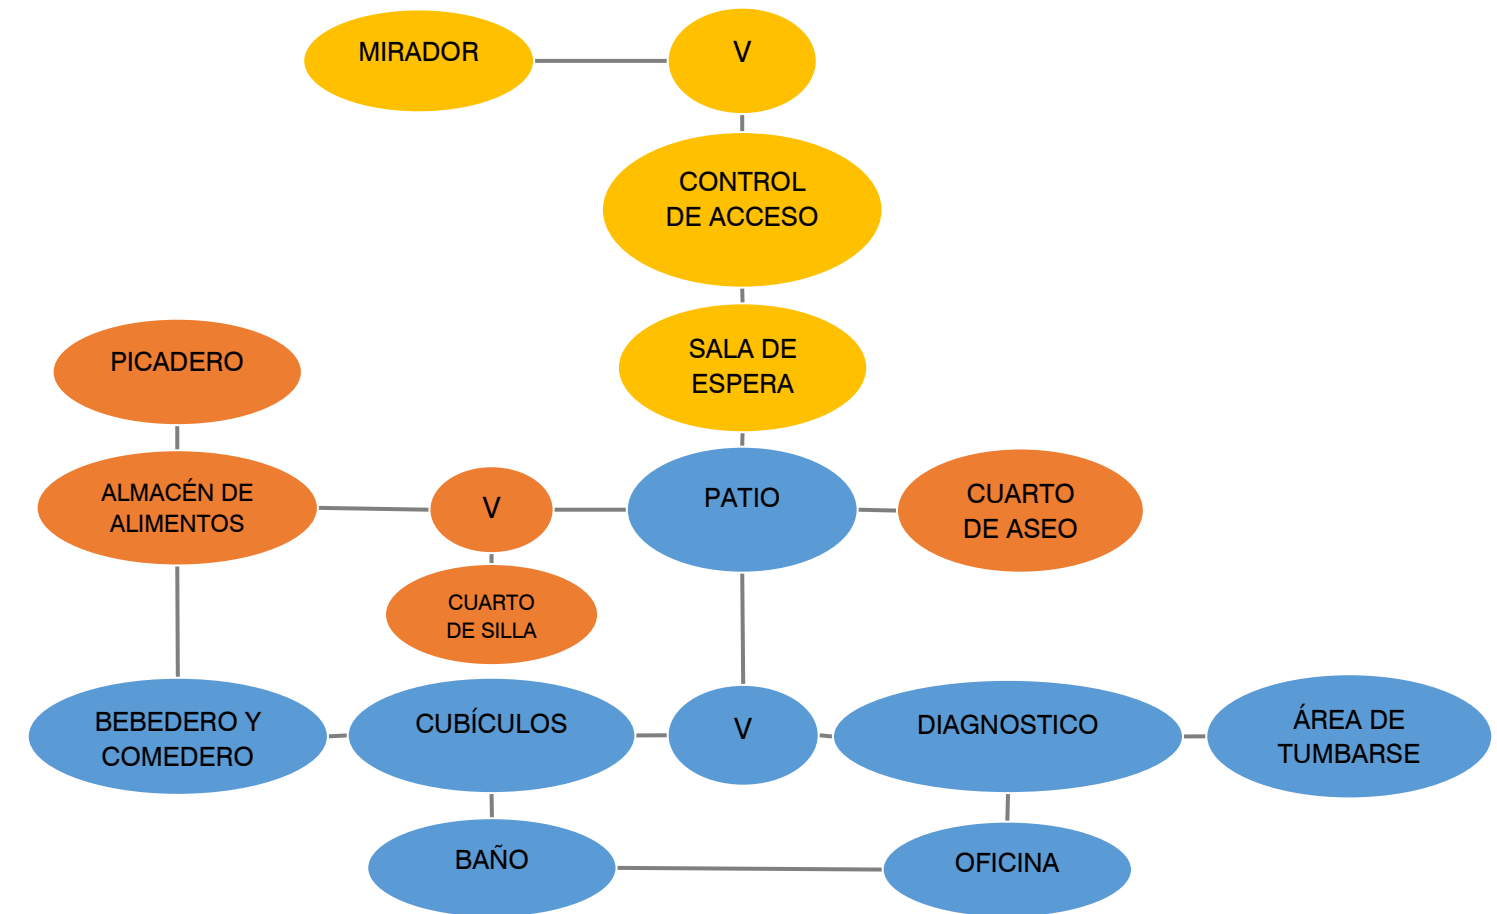 MIRADOR
V
CONTROL
DE ACCESO
SALA DE
ESPERA
PICADERO
ALMACÉN DE
ALIMENTOS
V
PATIO
CUARTO
DE ASEO
CUARTO
DE SILLA
BEBEDERO Y
COMEDERO
CUBÍCULOS
V
DIAGNOSTICO
ÁREA DE
TUMBARSE
BAÑO
OFICINA